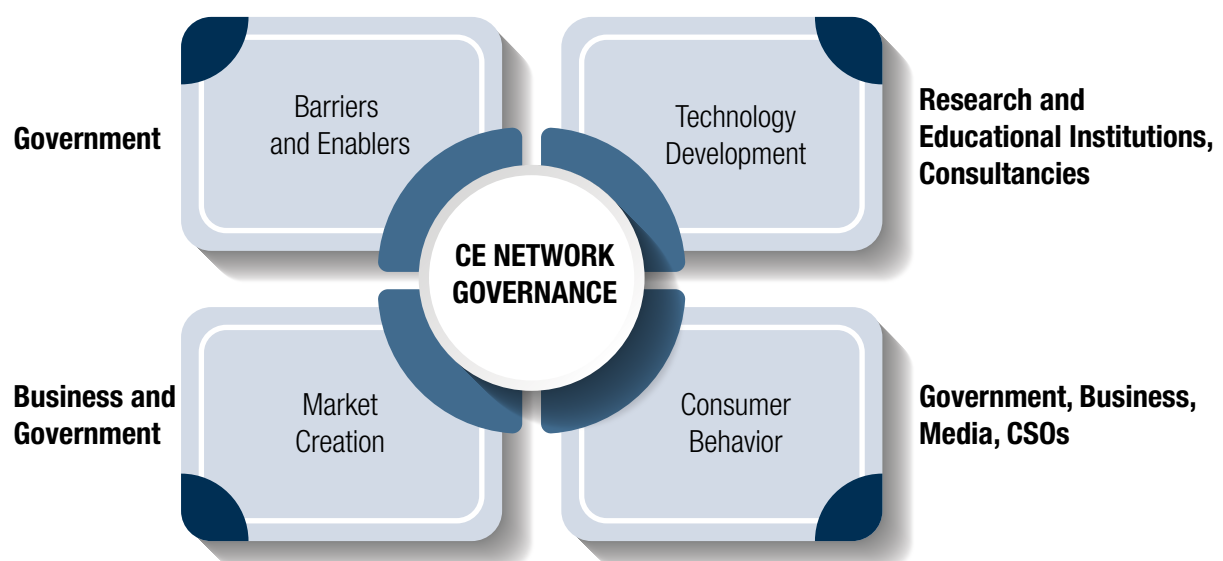 Government
Barriers
and Enablers
Technology
Development
Research and
Educational Institutions,
Consultancies
CE NETWORK
GOVERNANCE
Business and
Government
Market
Creation
Consumer
Behavior
Government, Business,
Media, CSOs